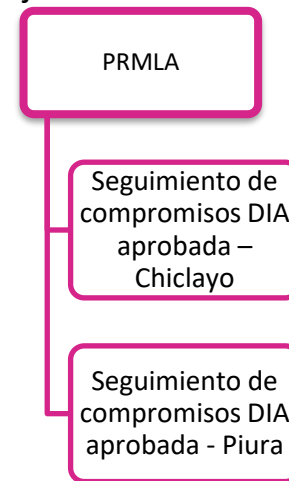 PRMLA
Seguimiento de
compromisos DIA
aprobada –
Chiclayo
Seguimiento de
compromisos DIA
aprobada - Piura